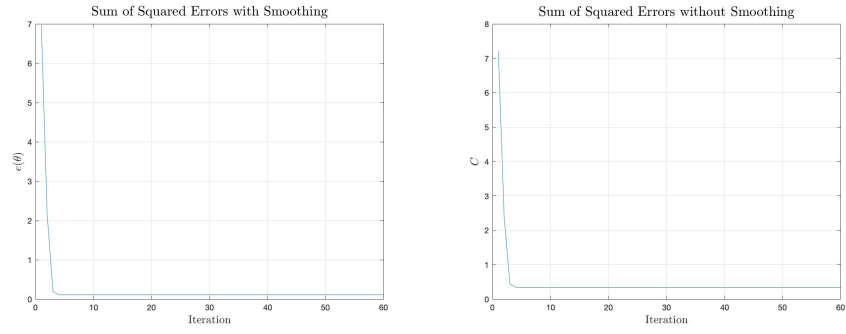 Sum of Squared Errors with Smoothing
7
6
5
4
3
2
1
0
e(θ)
0 10 20 30 40 50 60
Iteration
Sum of Squared Errors without Smoothing
8
7
6
5
4
3
2
1
0
C
0 10 20 30 40 50 60
Iteration